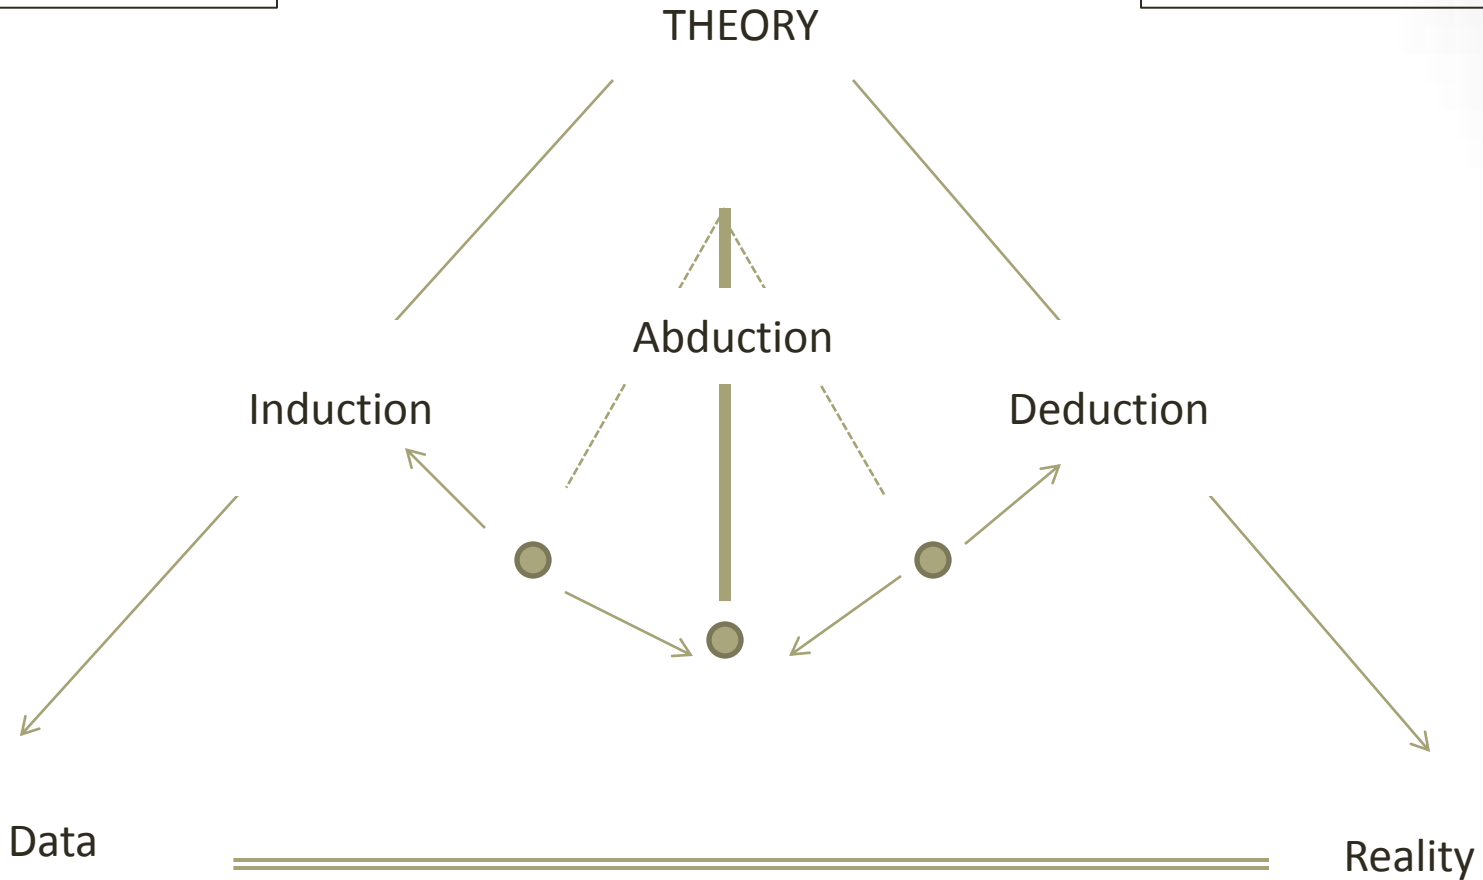 THEORY
Abduction
Induction
Deduction
Data
Reality